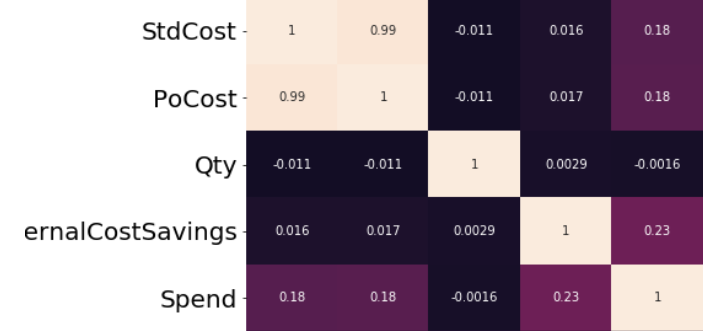 StdCost 1 0.99 -0.011 0.016 0.18
PoCost 0.99 1 -0.011 0.017 0.18
Qty -0.011 -0.011 1 0.0029 -0.0016
ernalCostSavings 0.016 0.017 0.0029 1 0.23
Spend 0.18 0.18 -0.0016 0.23 1